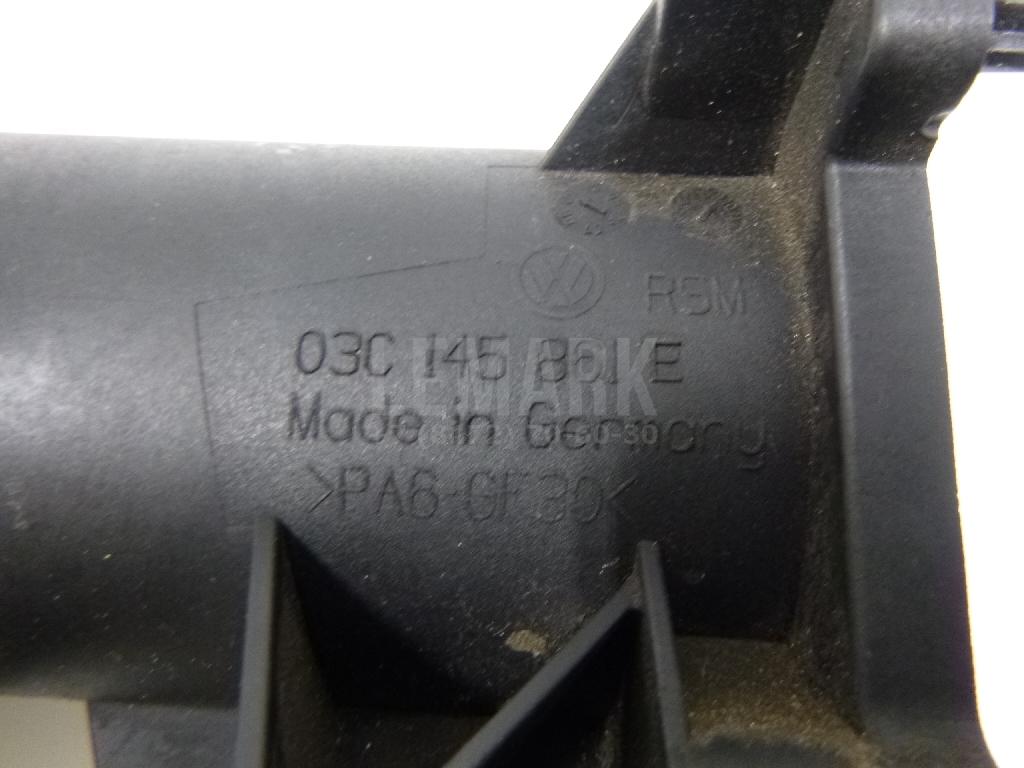 RSM
03C 145 861 E
Made in Germany
>PA6-GF30<